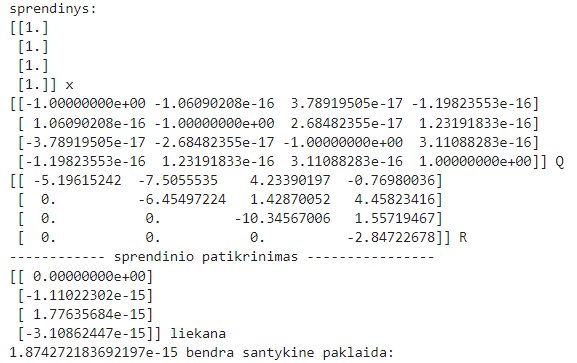 sprendinys:
[[1.]
 [1.]
 [1.]
 [1.]] x
[[-1.00000000e+00 -1.06090208e-16  3.78919505e-17 -1.19823553e-16]
 [ 1.06090208e-16 -1.00000000e+00  2.68482355e-17  1.23191833e-16]
 [-3.78919505e-17 -2.68482355e-17 -1.00000000e+00  3.11088283e-16]
 [-1.19823553e-16  1.23191833e-16  3.11088283e-16  1.00000000e+00]] Q
[[ -5.19615242  -7.5055535    4.23390197  -0.76980036]
 [  0.          -6.45497224   1.42870052   4.45823416]
 [  0.           0.         -10.34567006   1.55719467]
 [  0.           0.           0.          -2.84722678]] R
------------ sprendinio patikrinimas ----------------
[[ 0.00000000e+00]
 [-1.11022302e-15]
 [ 1.77635684e-15]
 [-3.10862447e-15]] liekana
1.874272183692197e-15 bendra santykine paklaida: